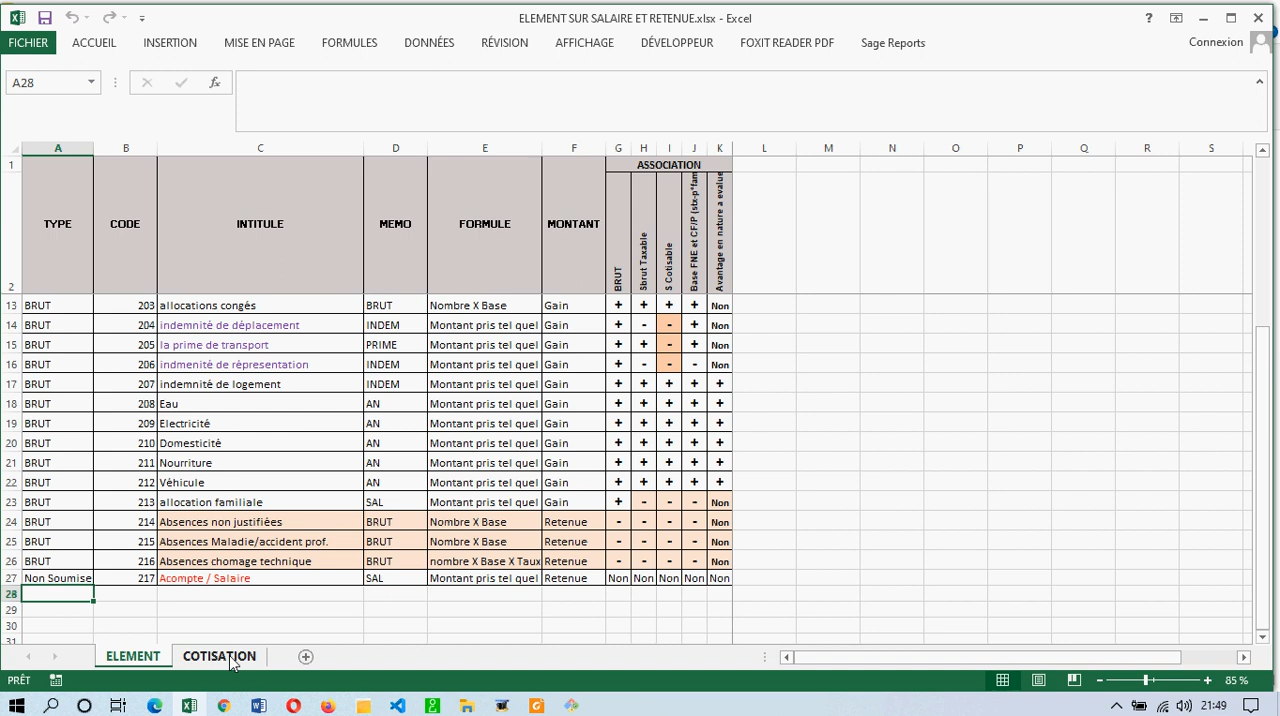 ELEMENT SUR SALAIRE ET RETENUE.xlsx - Excel
?
FICHIER ACCUEIL INSERTION MISE EN PAGE FORMULES DONNÉES RÉVISION AFFICHAGE DÉVELOPPEUR FOXIT READER PDF Sage Reports Connexion
A28 fx
A B C D E F G H I J K L M N O P Q R S
1 ASSOCIATION
2 TYPE CODE INTITULE MEMO FORMULE MONTANT BRUT Sbrut Taxable S Cotisable Base FNE et CF/P (stx-p*fam Avantage en nature a evalue
13 BRUT 203 allocations congés BRUT Nombre X Base Gain + + + + Non
14 BRUT 204 indemnité de déplacement INDEM Montant pris tel quel Gain + - - + Non
15 BRUT 205 la prime de transport PRIME Montant pris tel quel Gain + + - + Non
16 BRUT 206 indmenité de répresentation INDEM Montant pris tel quel Gain + - - - Non
17 BRUT 207 indemnité de logement INDEM Montant pris tel quel Gain + + + + +
18 BRUT 208 Eau AN Montant pris tel quel Gain + + + + +
19 BRUT 209 Electricité AN Montant pris tel quel Gain + + + + +
20 BRUT 210 Domesticité AN Montant pris tel quel Gain + + + + +
21 BRUT 211 Nourriture AN Montant pris tel quel Gain + + + + +
22 BRUT 212 Véhicule AN Montant pris tel quel Gain + + + + +
23 BRUT 213 allocation familiale SAL Montant pris tel quel Gain + - - - Non
24 BRUT 214 Absences non justifiées BRUT Nombre X Base Retenue - - - - Non
25 BRUT 215 Absences Maladie/accident prof. BRUT Nombre X Base Retenue - - - - Non
26 BRUT 216 Absences chomage technique BRUT nombre X Base X Taux Retenue - - - - Non
27 Non Soumise 217 Acompte / Salaire SAL Montant pris tel quel Retenue Non Non Non Non Non
28
29
30
31
ELEMENT COTISATION
PRÊT 85 %
21:49